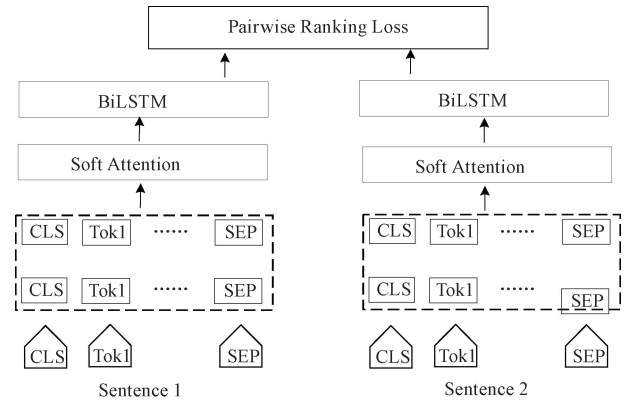 Pairwise Ranking Loss
BiLSTM
BiLSTM
Soft Attention
Soft Attention
CLS Tok1 ...... SEP
CLS Tok1 ...... SEP
CLS Tok1 ...... SEP
CLS Tok1 ...... SEP
CLS Tok1 SEP
CLS Tok1 SEP
Sentence 1
Sentence 2